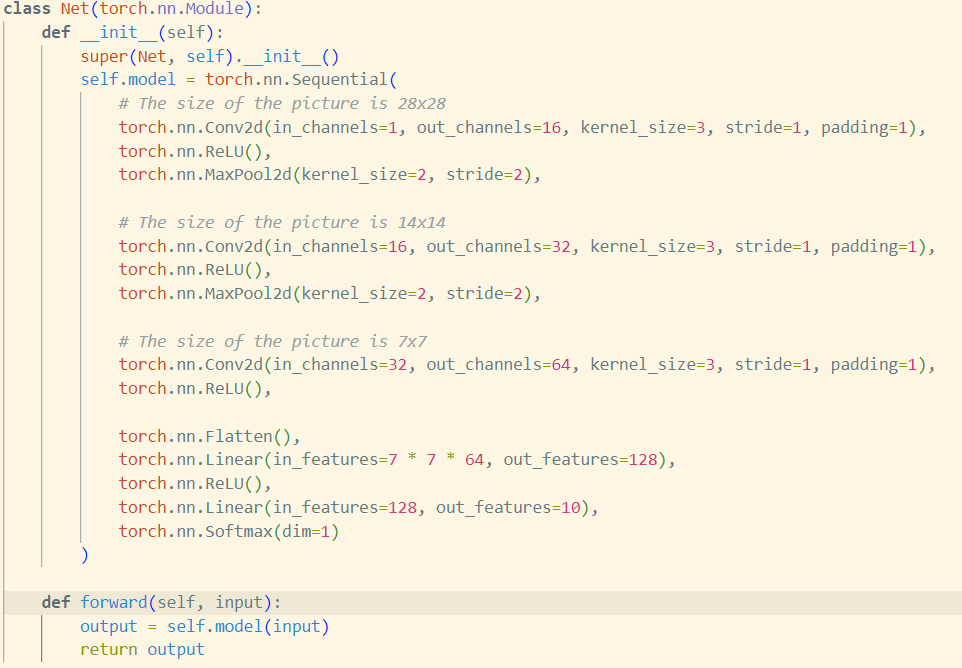 class Net(torch.nn.Module):
    def __init__(self):
        super(Net, self).__init__()
        self.model = torch.nn.Sequential(
            # The size of the picture is 28x28
            torch.nn.Conv2d(in_channels=1, out_channels=16, kernel_size=3, stride=1, padding=1),
            torch.nn.ReLU(),
            torch.nn.MaxPool2d(kernel_size=2, stride=2),

            # The size of the picture is 14x14
            torch.nn.Conv2d(in_channels=16, out_channels=32, kernel_size=3, stride=1, padding=1),
            torch.nn.ReLU(),
            torch.nn.MaxPool2d(kernel_size=2, stride=2),

            # The size of the picture is 7x7
            torch.nn.Conv2d(in_channels=32, out_channels=64, kernel_size=3, stride=1, padding=1),
            torch.nn.ReLU(),

            torch.nn.Flatten(),
            torch.nn.Linear(in_features=7 * 7 * 64, out_features=128),
            torch.nn.ReLU(),
            torch.nn.Linear(in_features=128, out_features=10),
            torch.nn.Softmax(dim=1)
        )

    def forward(self, input):
        output = self.model(input)
        return output